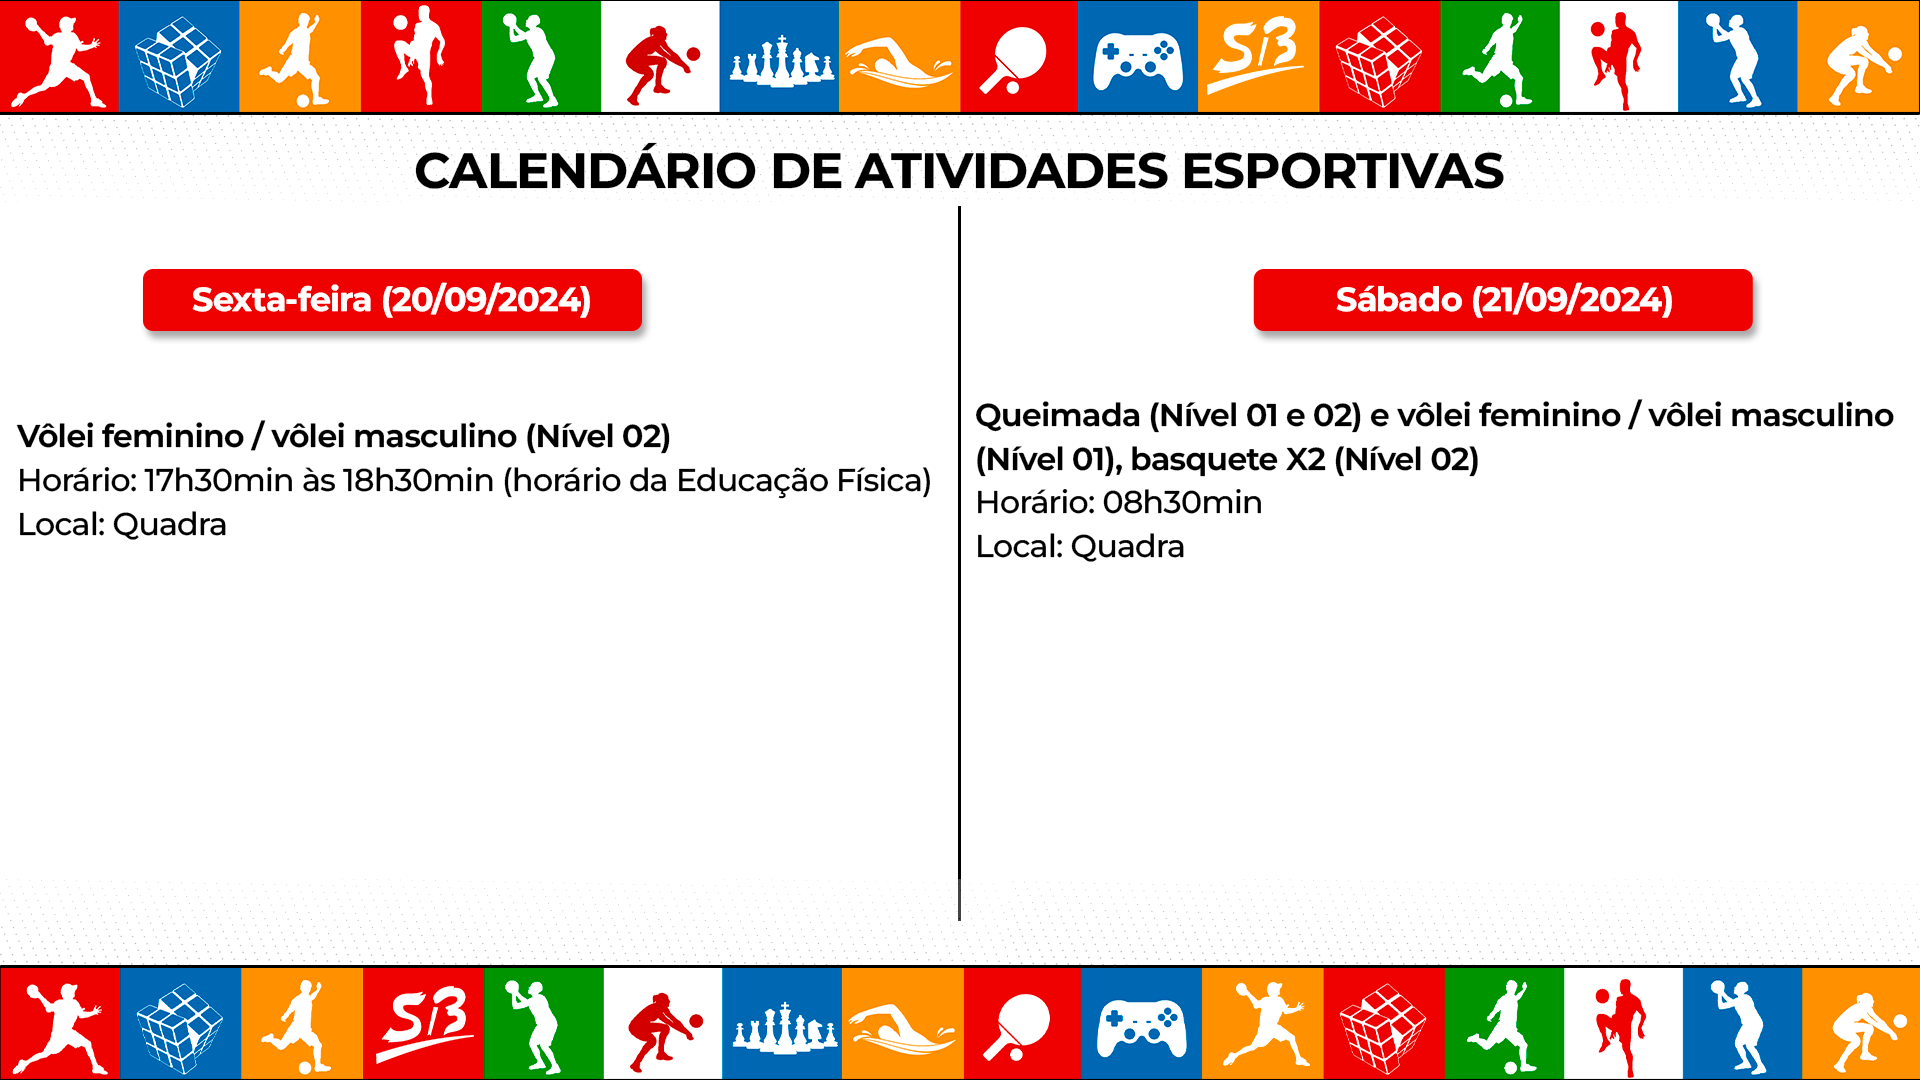 SiB
CALENDÁRIO DE ATIVIDADES ESPORTIVAS
Sexta-feira (20/09/2024)
Vôlei feminino / vôlei masculino (Nível 02)
Horário: 17h30min às 18h30min (horário da Educação Física)
Local: Quadra
Sábado (21/09/2024)
Queimada (Nível 01 e 02) e vôlei feminino / vôlei masculino
(Nível 01), basquete X2 (Nível 02)
Horário: 08h30min
Local: Quadra
SiB